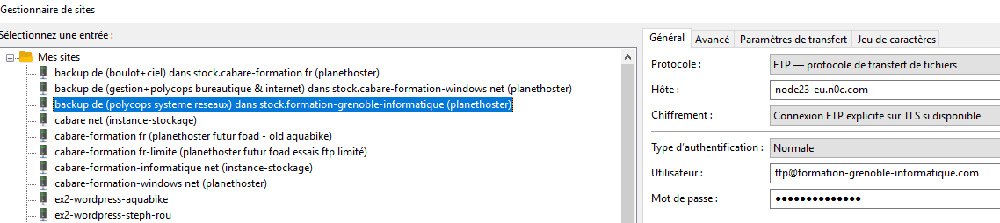 Gestionnaire de sites
Sélectionnez une entrée :
Mes sites
backup de (boulot+ciel) dans stock.cabare-formation fr (planethoster)
backup de (gestion+polycops bureautique & internet) dans stock.cabare-formation-windows net (planethoster)
backup de (polycops systeme reseaux) dans stock.formation-grenoble-informatique (planethoster)
cabare net (instance-stockage)
cabare-formation fr (planethoster futur foad - old aquabike)
cabare-formation fr-limite (planethoster futur foad essais ftp limité)
cabare-formation-informatique net (instance-stockage)
cabare-formation-windows net (planethoster)
ex2-wordpress-aquabike
ex2-wordpress-steph-rou
Général Avancé Paramètres de transfert Jeu de caractères
Protocole : FTP — protocole de transfert de fichiers
Hôte : node23-eu.n0c.com
Chiffrement : Connexion FTP explicite sur TLS si disponible
Type d'authentification : Normale
Utilisateur : ftp@formation-grenoble-informatique.com
Mot de passe : ●●●●●●●●●●●●●●